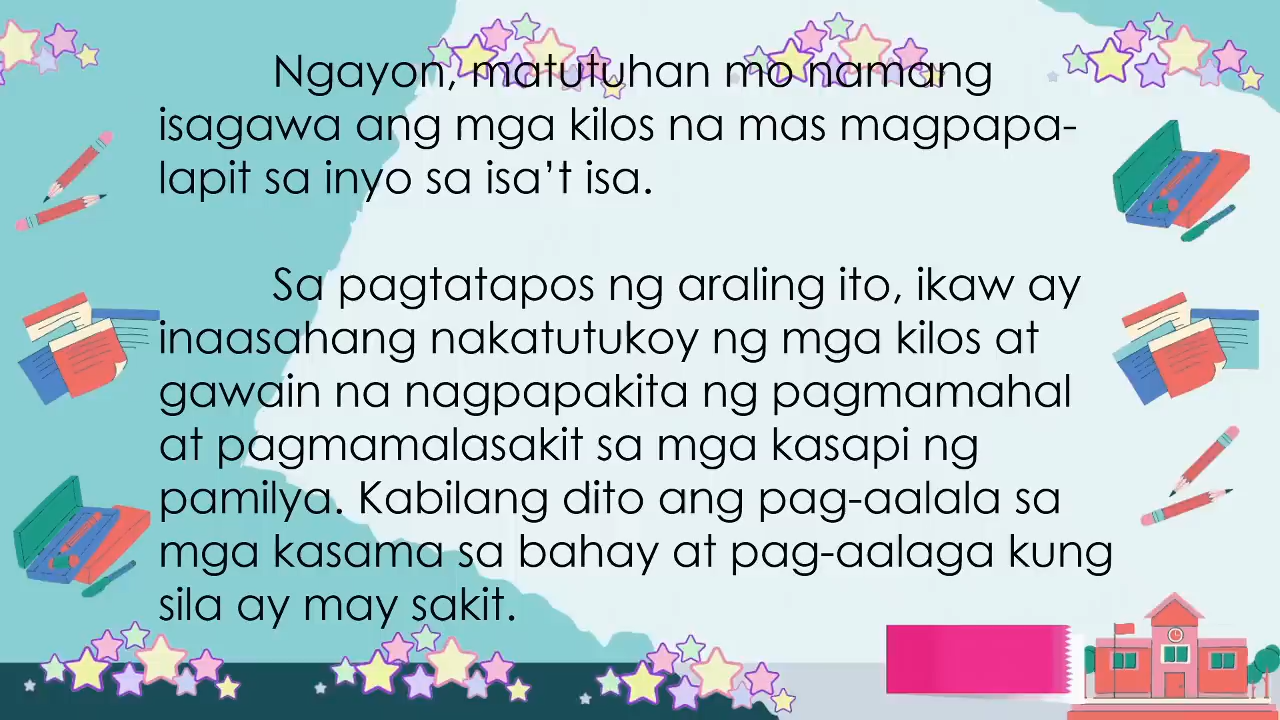 Ngayon, matutuhan mo namang
isagawa ang mga kilos na mas magpapa-
lapit sa inyo sa isa’t isa.
Sa pagtatapos ng araling ito, ikaw ay
inaasahang nakatutukoy ng mga kilos at
gawain na nagpapakita ng pagmamahal
at pagmamalasakit sa mga kasapi ng
pamilya. Kabilang dito ang pag-aalala sa
mga kasama sa bahay at pag-aalaga kung
sila ay may sakit.